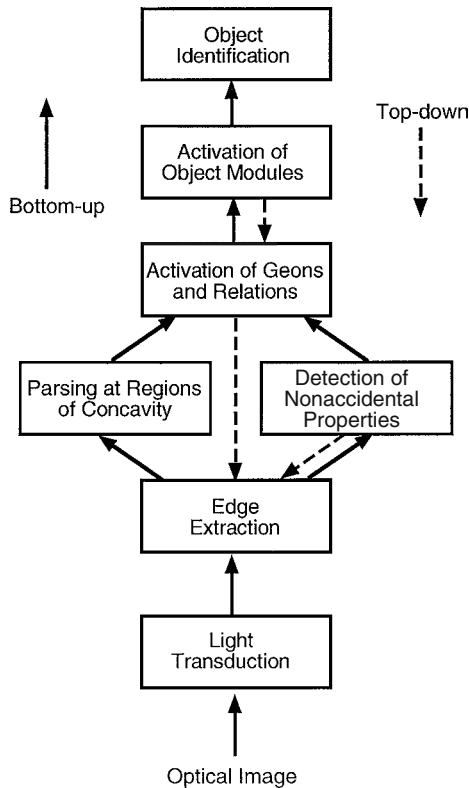 Object
Identification
Top-down
Activation of
Object Modules
Bottom-up
Activation of Geons
and Relations
Parsing at Regions
of Concavity
Detection of
Nonaccidental
Properties
Edge
Extraction
Light
Transduction
Optical Image